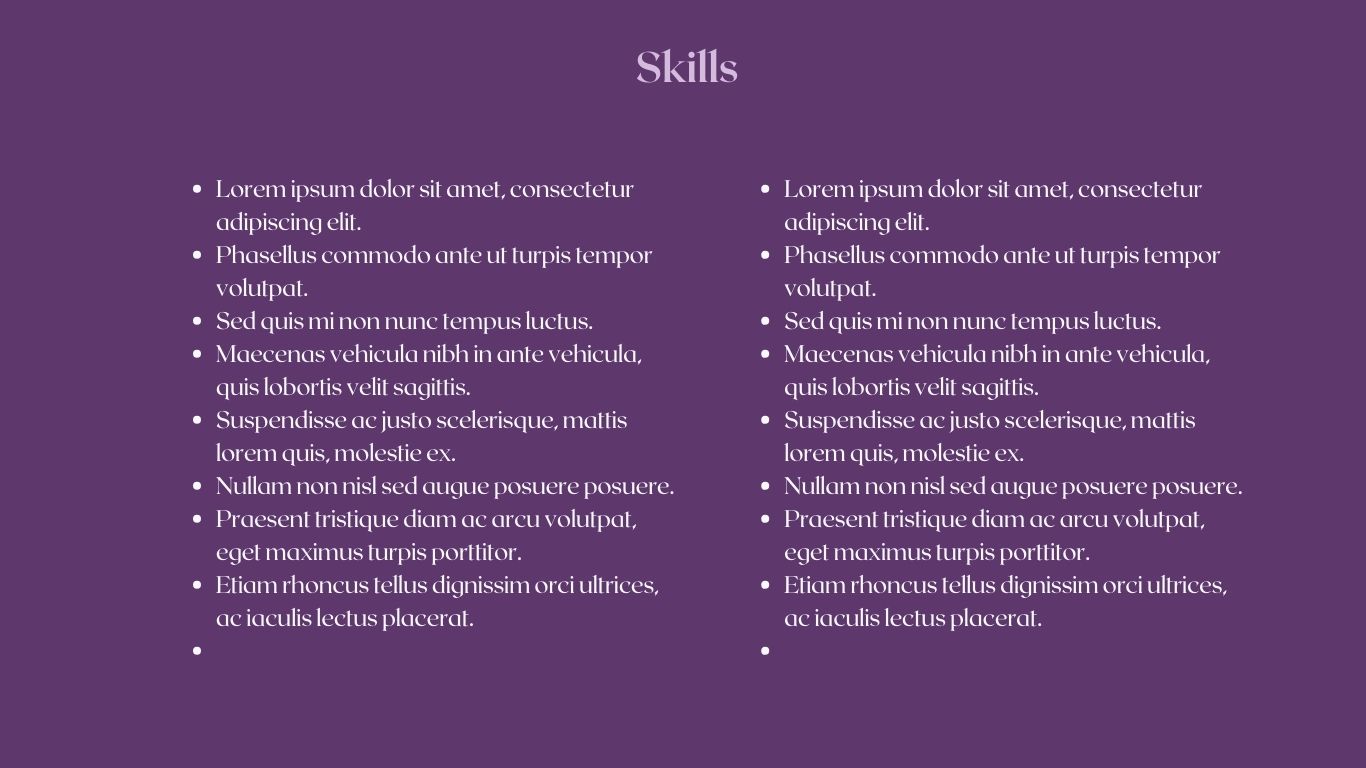 Skills
• Lorem ipsum dolor sit amet, consectetur
adipiscing elit.
• Phasellus commodo ante ut turpis tempor
volutpat.
• Sed quis mi non nunc tempus luctus.
• Maecenas vehicula nibh in ante vehicula,
quis lobortis velit sagittis.
• Suspendisse ac justo scelerisque, mattis
lorem quis, molestie ex.
• Nullam non nisl sed augue posuere posuere.
• Praesent tristique diam ac arcu volutpat,
eget maximus turpis porttitor.
• Etiam rhoncus tellus dignissim orci ultrices,
ac iaculis lectus placerat.
•
• Lorem ipsum dolor sit amet, consectetur
adipiscing elit.
• Phasellus commodo ante ut turpis tempor
volutpat.
• Sed quis mi non nunc tempus luctus.
• Maecenas vehicula nibh in ante vehicula,
quis lobortis velit sagittis.
• Suspendisse ac justo scelerisque, mattis
lorem quis, molestie ex.
• Nullam non nisl sed augue posuere posuere.
• Praesent tristique diam ac arcu volutpat,
eget maximus turpis porttitor.
• Etiam rhoncus tellus dignissim orci ultrices,
ac iaculis lectus placerat.
•